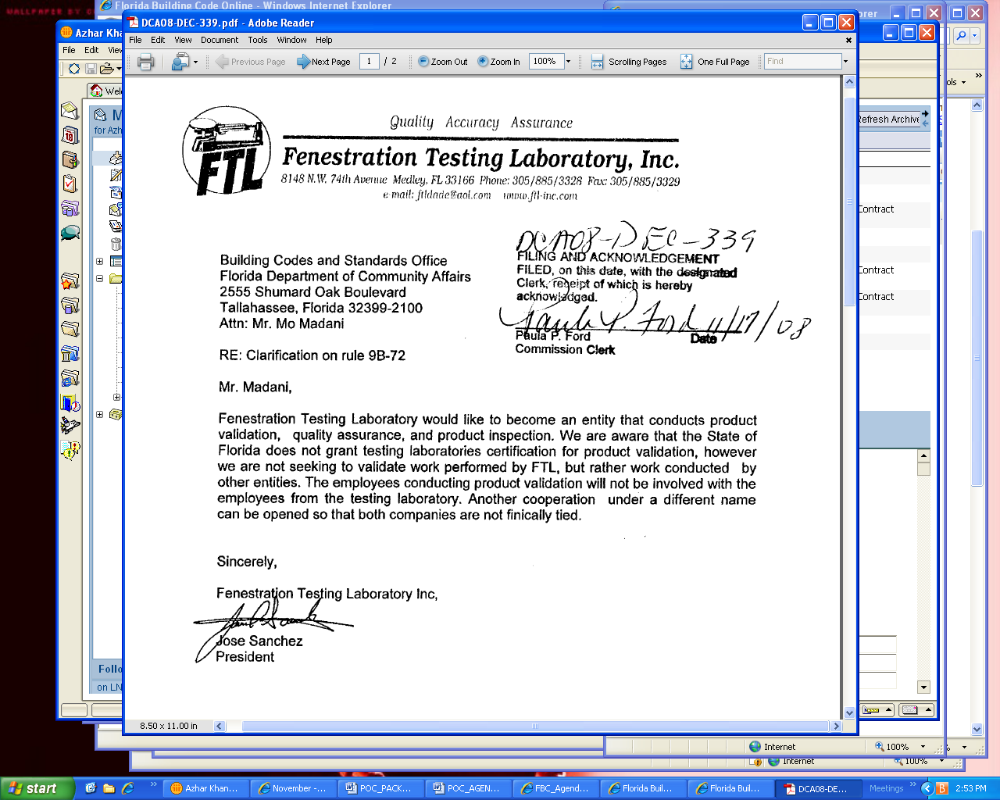 Florida Building Code Online - Windows Internet Explorer
DCA08-DEC-339.pdf - Adobe Reader
Azhar Kha
File Edit View
File Edit View Document Tools Window Help
Previous Page Next Page 1 / 2 Zoom Out Zoom In 100% Scrolling Pages One Full Page Find
Wel
for Azh
Refresh Archive
Contract
Contract
Contract
Quality Accuracy Assurance
FTL
Fenestration Testing Laboratory, Inc.
8148 N.W. 74th Avenue Medley, FL 33166 Phone: 305/885/3328 Fax: 305/885/3329
e-mail: ftldade@aol.com www.ftl-inc.com
DCA08-DEC-339
FILING AND ACKNOWLEDGEMENT
FILED, on this date, with the designated
Clerk, receipt of which is hereby
acknowledged.
Paula P. Ford 11/17/08
Paula P. Ford Date
Commission Clerk
Building Codes and Standards Office
Florida Department of Community Affairs
2555 Shumard Oak Boulevard
Tallahassee, Florida 32399-2100
Attn: Mr. Mo Madani
RE: Clarification on rule 9B-72
Mr. Madani,
Fenestration Testing Laboratory would like to become an entity that conducts product
validation, quality assurance, and product inspection. We are aware that the State of
Florida does not grant testing laboratories certification for product validation, however
we are not seeking to validate work performed by FTL, but rather work conducted by
other entities. The employees conducting product validation will not be involved with the
employees from the testing laboratory. Another cooperation under a different name
can be opened so that both companies are not finically tied.
Sincerely,
Fenestration Testing Laboratory Inc,
Jose Sanchez
President
Follo
on LN
8.50 x 11.00 in
Internet 100%
Internet 100%
start
Azhar Khan...
November -...
POC_PACK...
POC_AGEN...
FBC_Agend...
Florida Buil...
Florida Buil...
DCA08-DE...
Meetings
2:53 PM